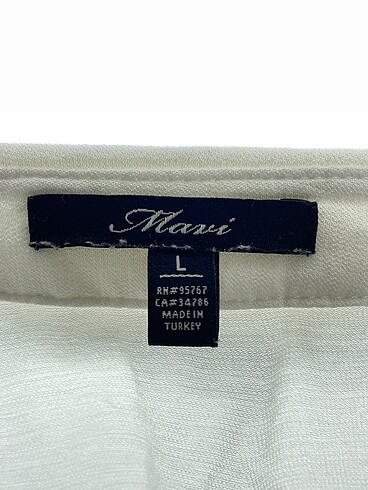 Mavi
L
RN#95767
CA#34786
MADE IN
TURKEY